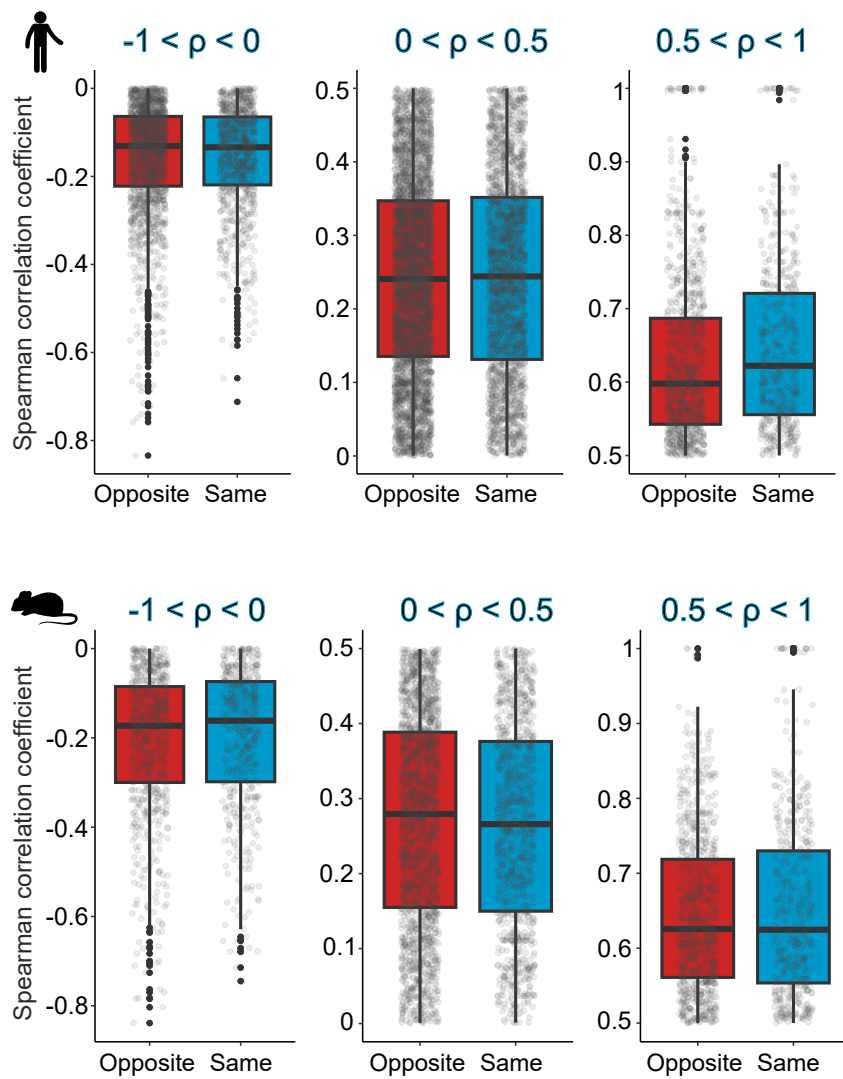 -1 < ρ < 0
0 < ρ < 0.5
0.5 < ρ < 1
Spearman correlation coefficient
0
-0.2
-0.4
-0.6
-0.8
Opposite Same
0.5
0.4
0.3
0.2
0.1
0
Opposite Same
1
0.9
0.8
0.7
0.6
0.5
Opposite Same
-1 < ρ < 0
0 < ρ < 0.5
0.5 < ρ < 1
Spearman correlation coefficient
0
-0.2
-0.4
-0.6
-0.8
Opposite Same
0.5
0.4
0.3
0.2
0.1
0
Opposite Same
1
0.9
0.8
0.7
0.6
0.5
Opposite Same